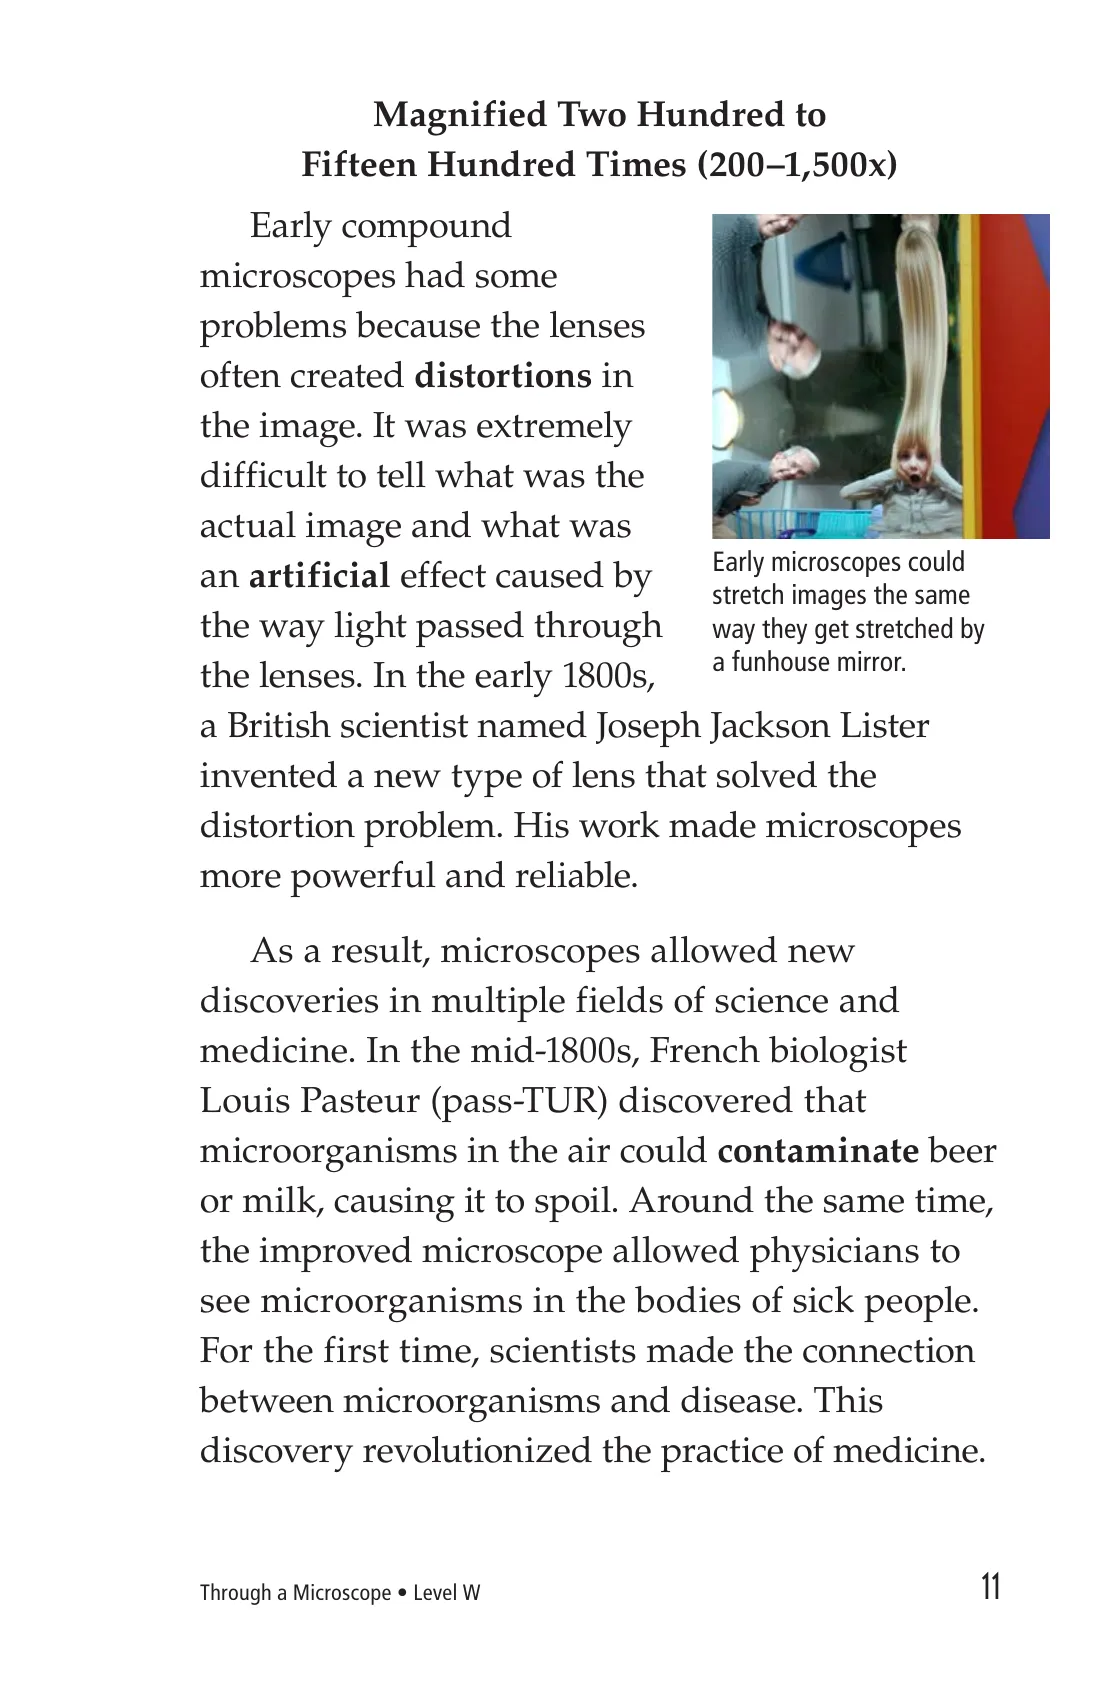 Magnified Two Hundred to
Fifteen Hundred Times (200–1,500x)
Early compound
microscopes had some
problems because the lenses
often created distortions in
the image. It was extremely
difficult to tell what was the
actual image and what was
an artificial effect caused by
the way light passed through
the lenses. In the early 1800s,
a British scientist named Joseph Jackson Lister
invented a new type of lens that solved the
distortion problem. His work made microscopes
more powerful and reliable.
Early microscopes could
stretch images the same
way they get stretched by
a funhouse mirror.
As a result, microscopes allowed new
discoveries in multiple fields of science and
medicine. In the mid-1800s, French biologist
Louis Pasteur (pass-TUR) discovered that
microorganisms in the air could contaminate beer
or milk, causing it to spoil. Around the same time,
the improved microscope allowed physicians to
see microorganisms in the bodies of sick people.
For the first time, scientists made the connection
between microorganisms and disease. This
discovery revolutionized the practice of medicine.
Through a Microscope • Level W
11